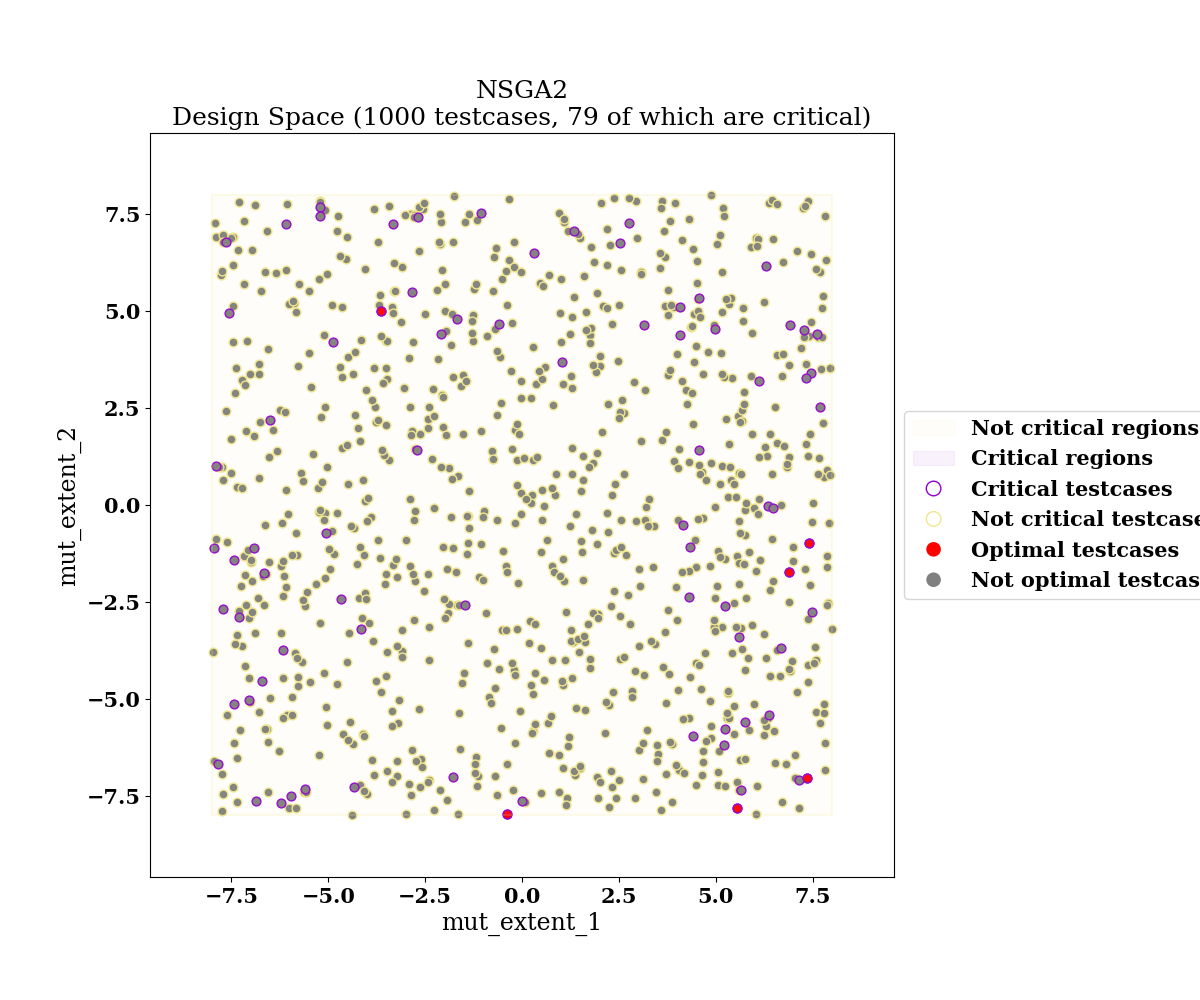 NSGA2
Design Space (1000 testcases, 79 of which are critical)
7.5
5.0
2.5
0.0
−2.5
−5.0
−7.5
mut_extent_2
−7.5 −5.0 −2.5 0.0 2.5 5.0 7.5
mut_extent_1
Not critical regions
Critical regions
Critical testcases
Not critical testcase
Optimal testcases
Not optimal testcas